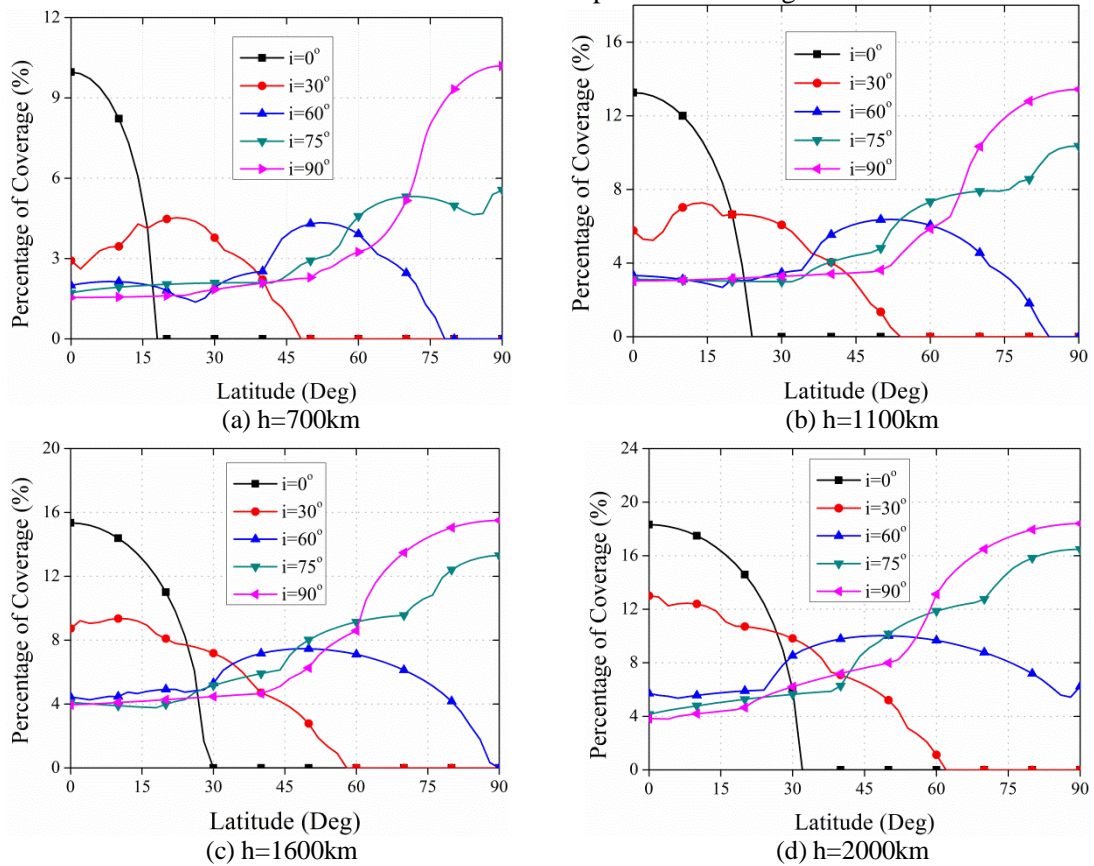 12
9
6
3
0
Percentage of Coverage (%)
i=0°
i=30°
i=60°
i=75°
i=90°
0 15 30 45 60 75 90
Latitude (Deg)
(a) h=700km
16
12
8
4
0
Percentage of Coverage (%)
i=0°
i=30°
i=60°
i=75°
i=90°
0 15 30 45 60 75 90
Latitude (Deg)
(b) h=1100km
20
16
12
8
4
0
Percentage of Coverage (%)
i=0°
i=30°
i=60°
i=75°
i=90°
0 15 30 45 60 75 90
Latitude (Deg)
(c) h=1600km
24
20
16
12
8
4
0
Percentage of Coverage (%)
i=0°
i=30°
i=60°
i=75°
i=90°
0 15 30 45 60 75 90
Latitude (Deg)
(d) h=2000km